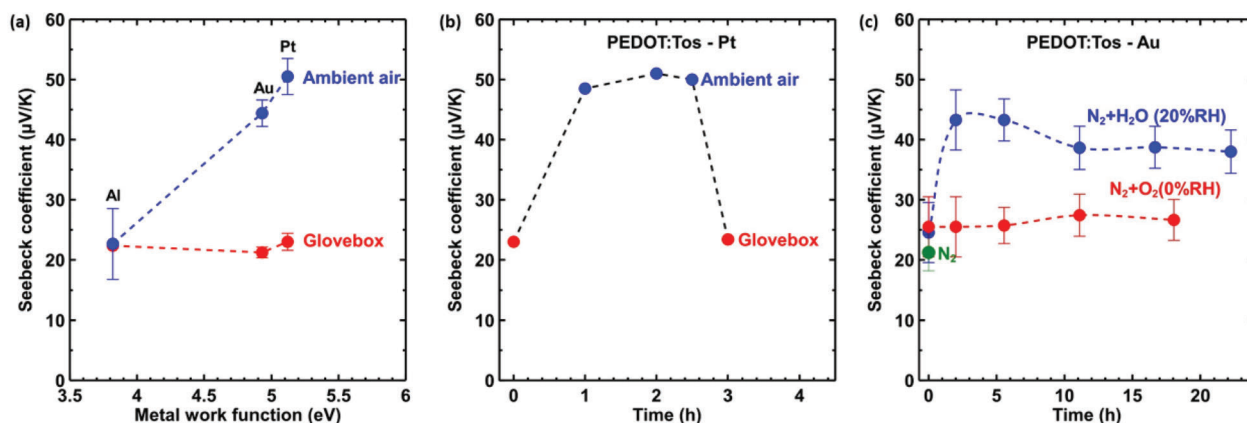 (a)
Seebeck coefficient (µV/K)
60
50
40
30
20
10
0
Al
Au
Pt
Ambient air
Glovebox
3.5 4 4.5 5 5.5 6
Metal work function (eV)
(b)
Seebeck coefficient (µV/K)
60
50
40
30
20
10
0
PEDOT:Tos - Pt
Ambient air
Glovebox
0 1 2 3 4
Time (h)
(c)
Seebeck coefficient (µV/K)
60
50
40
30
20
10
0
PEDOT:Tos - Au
N₂+H₂O (20%RH)
N₂+O₂(0%RH)
N₂
0 5 10 15 20
Time (h)